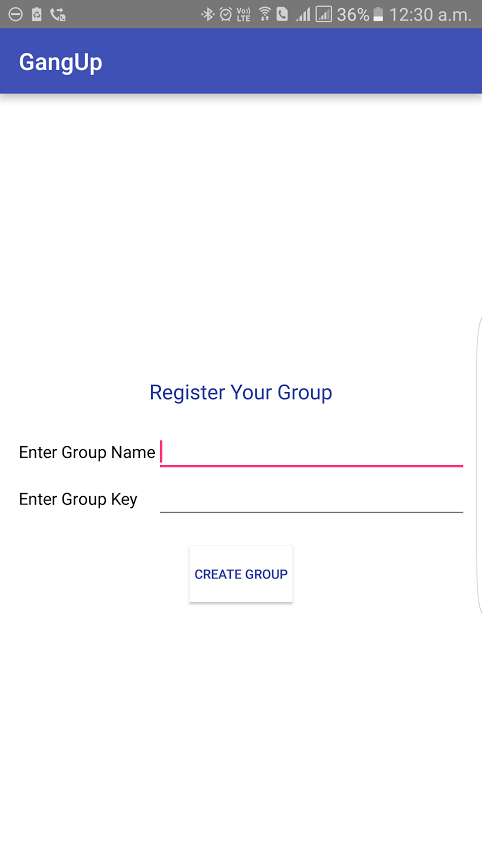 Vo)) LTE 36% 12:30 a.m.
GangUp
Register Your Group
Enter Group Name
Enter Group Key
CREATE GROUP